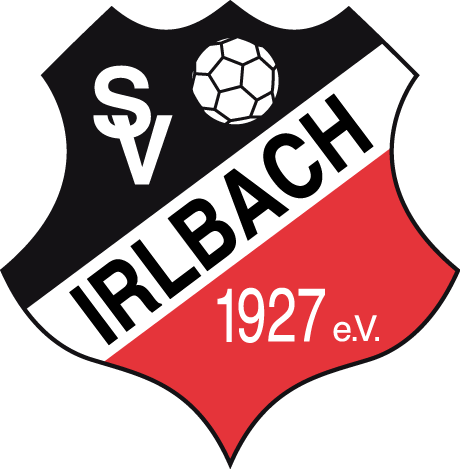 SV
IRLBACH
1927 e.V.